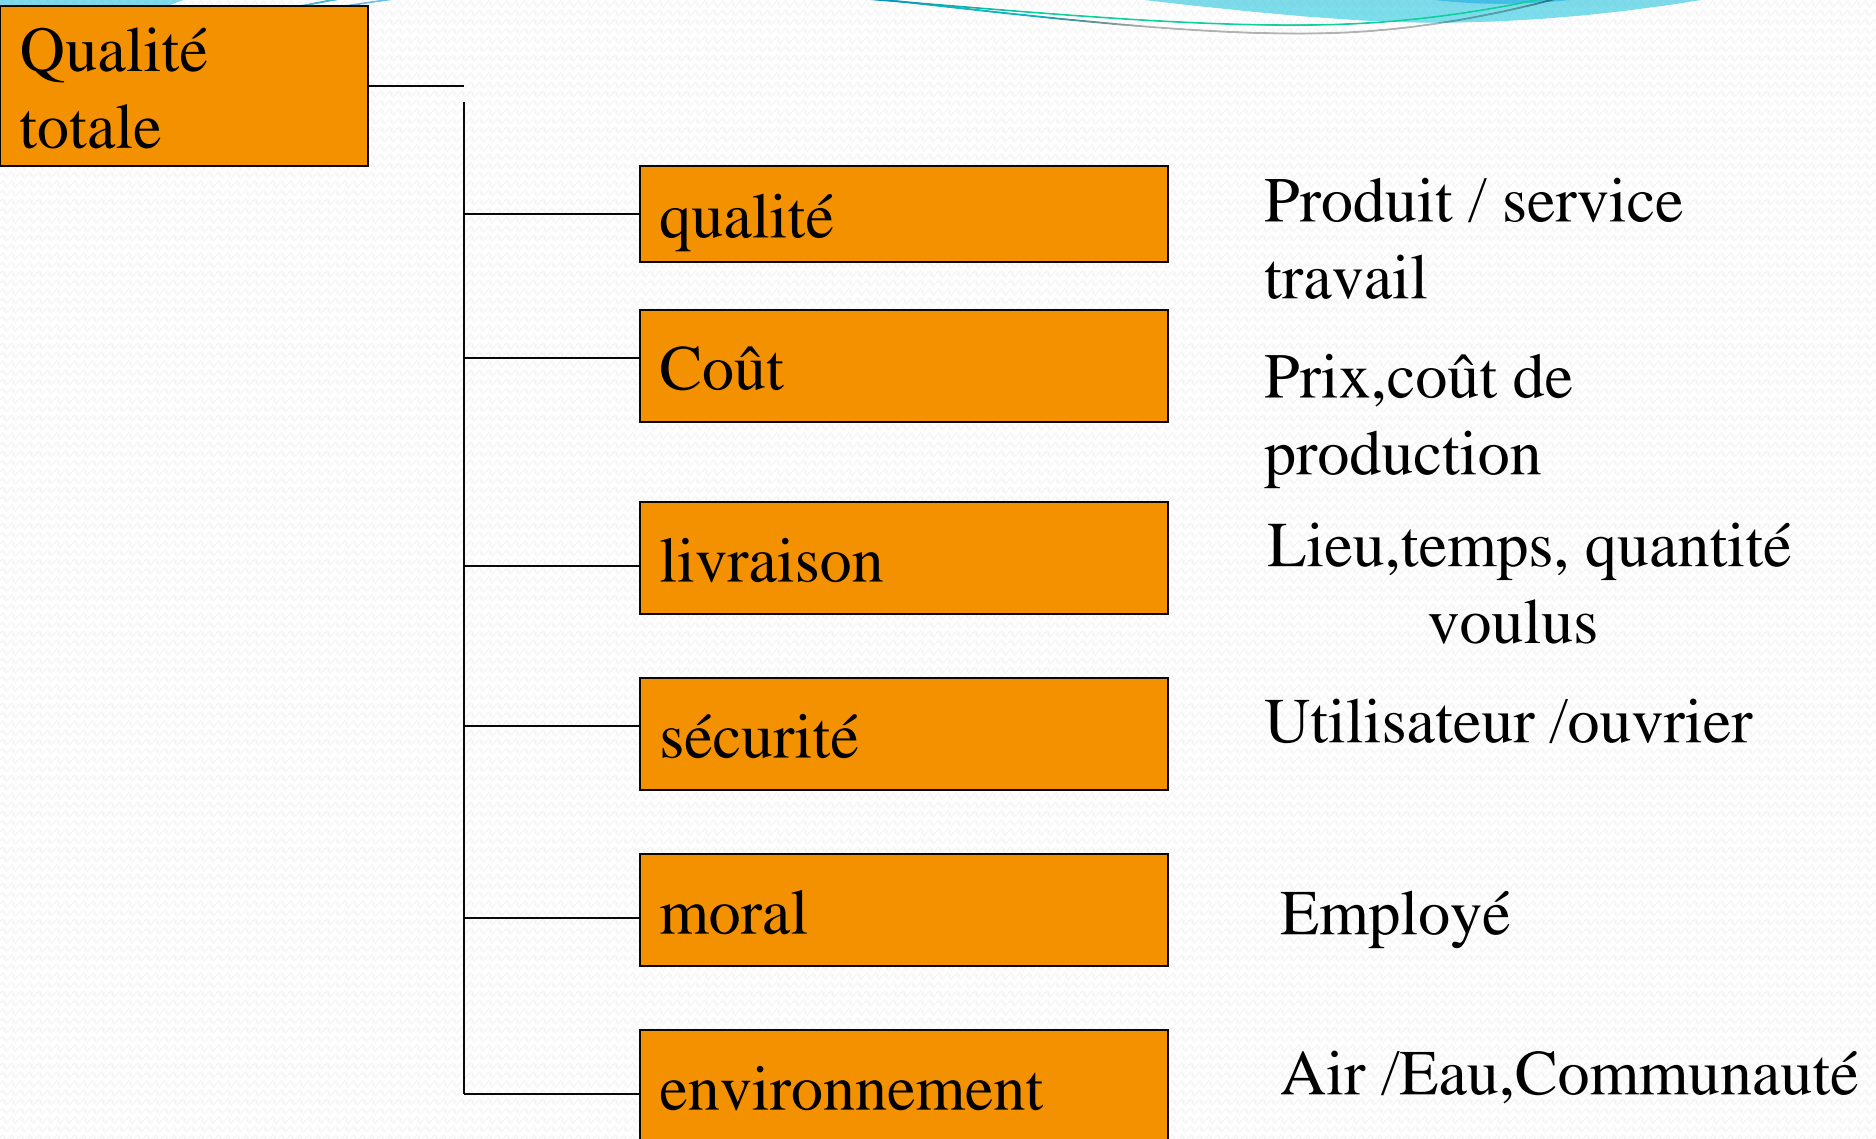 Qualité
totale
qualité
Produit / service
travail
Coût
Prix,coût de
production
livraison
Lieu,temps, quantité
voulus
sécurité
Utilisateur /ouvrier
moral
Employé
environnement
Air /Eau,Communauté